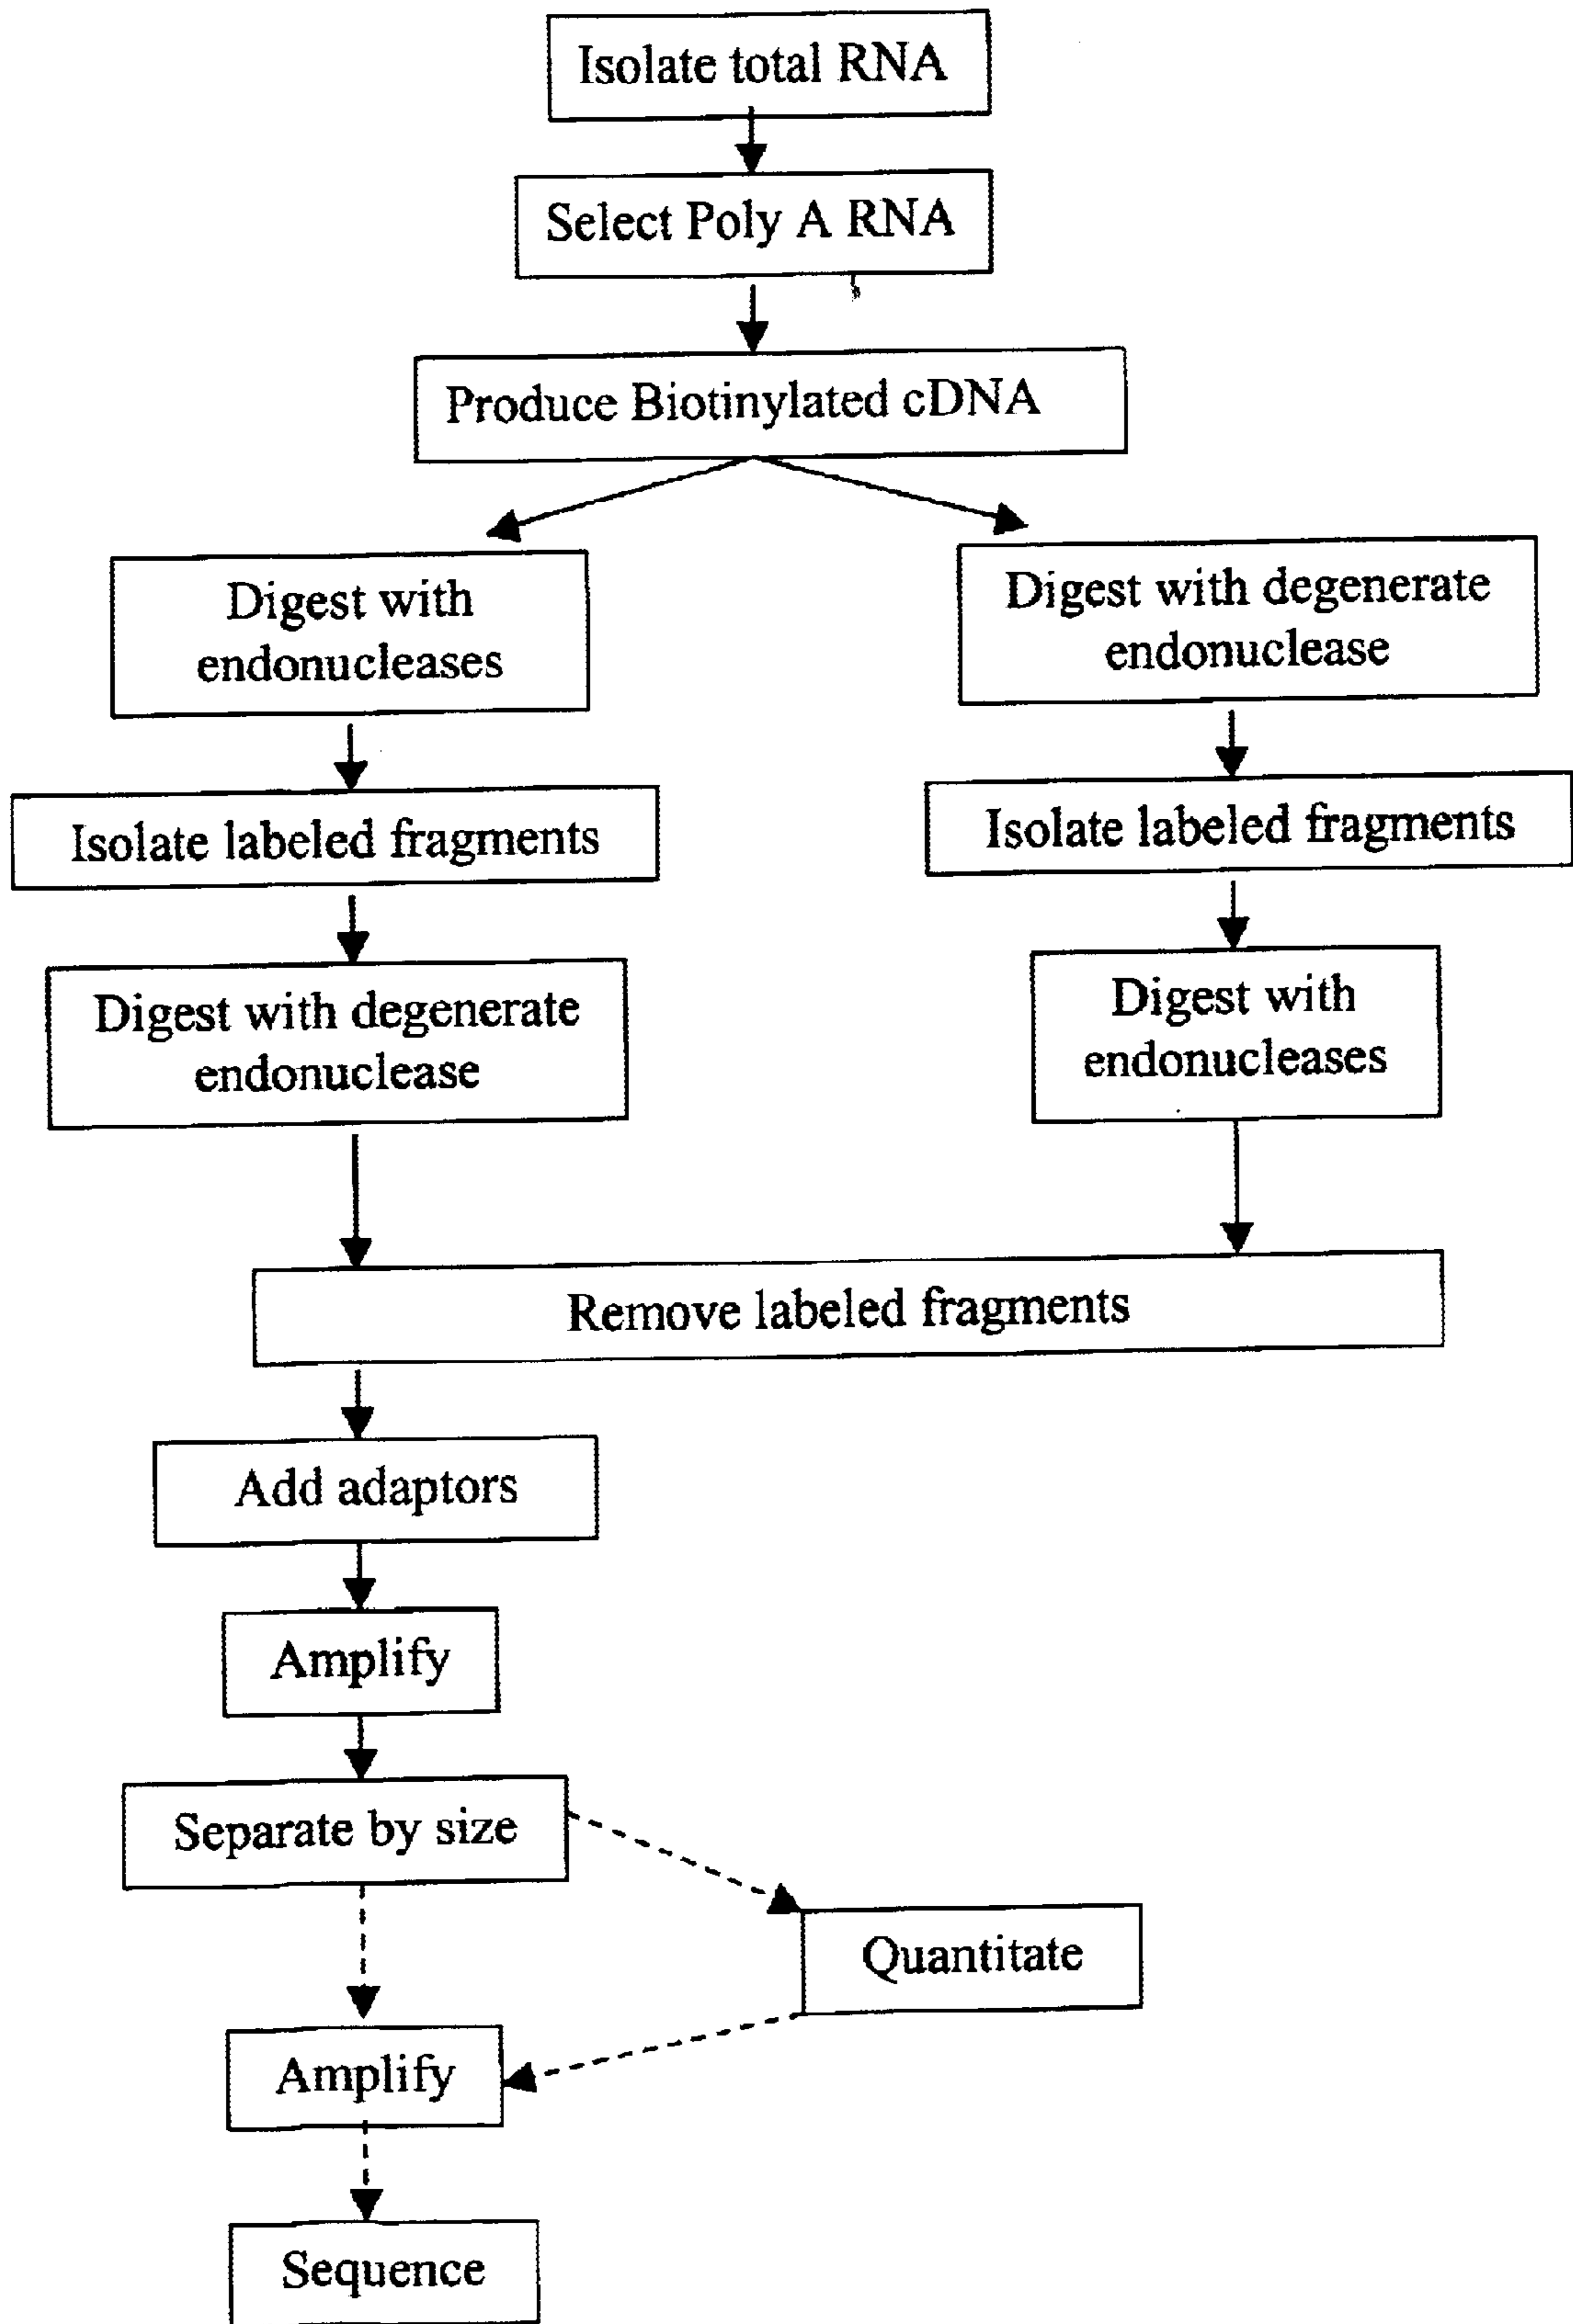 Isolate total RNA
Select Poly A RNA
Produce Biotinylated cDNA
Digest with
endonucleases
Digest with degenerate
endonuclease
Isolate labeled fragments
Isolate labeled fragments
Digest with degenerate
endonuclease
Digest with
endonucleases
Remove labeled fragments
Add adaptors
Amplify
Separate by size
Quantitate
Amplify
Sequence